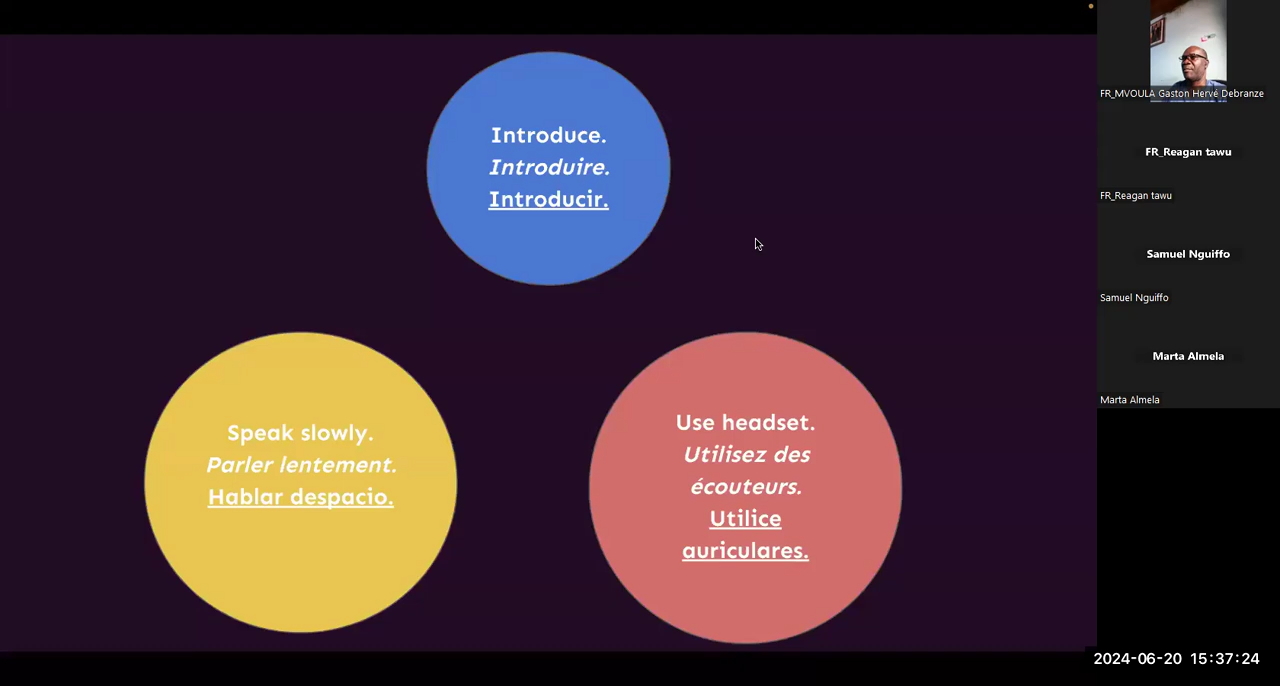 Introduce.
Introduire.
Introducir.
Speak slowly.
Parler lentement.
Hablar despacio.
Use headset.
Utilisez des
écouteurs.
Utilice
auriculares.
FR_MVOULA Gaston Hervé Debranze
FR_Reagan tawu
FR_Reagan tawu
Samuel Nguiffo
Samuel Nguiffo
Marta Almela
Marta Almela
2024-06-20 15:37:24